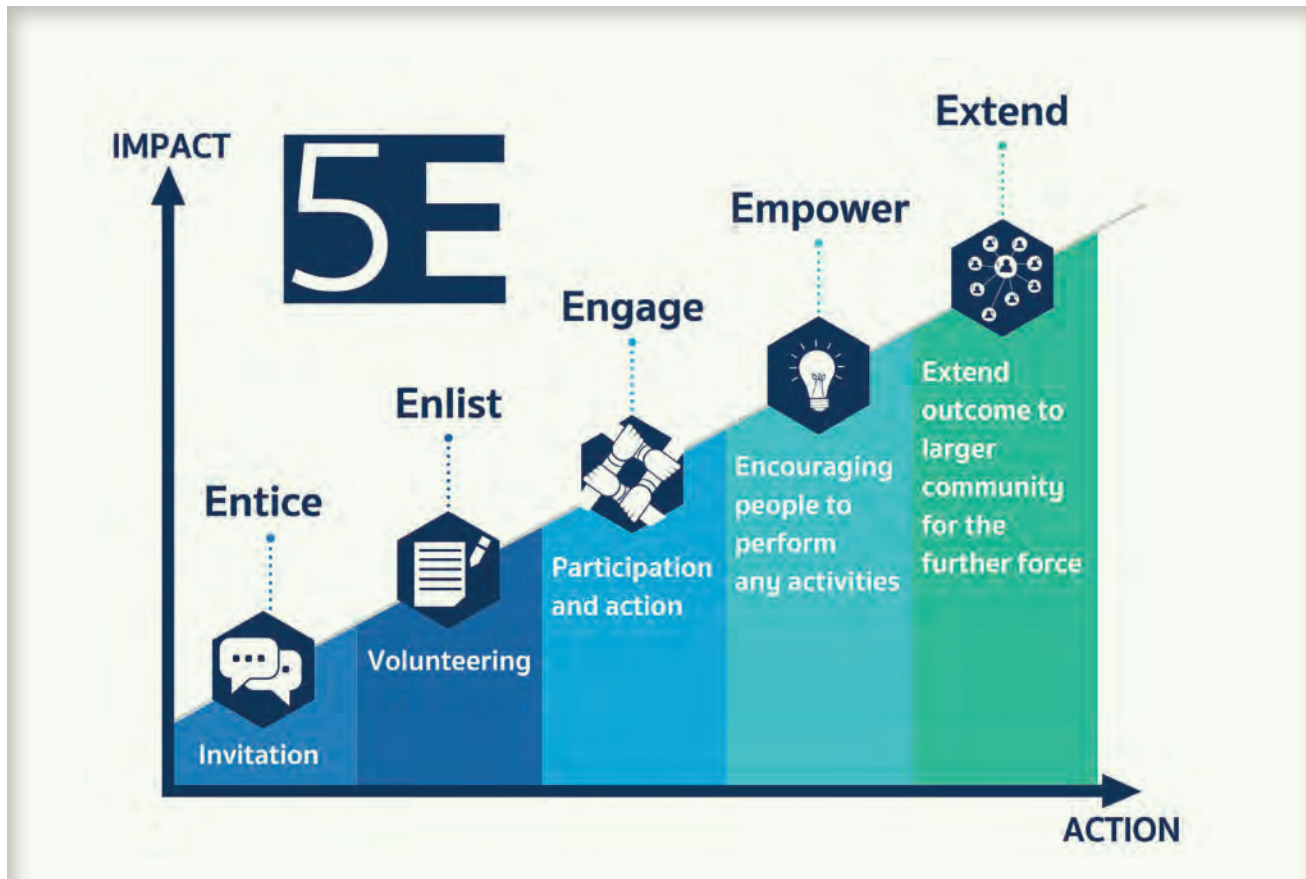 IMPACT
5E
Entice
Invitation
Enlist
Volunteering
Engage
Participation
and action
Empower
Encouraging
people to
perform
any activities
Extend
Extend
outcome to
larger
community
for the
further force
ACTION